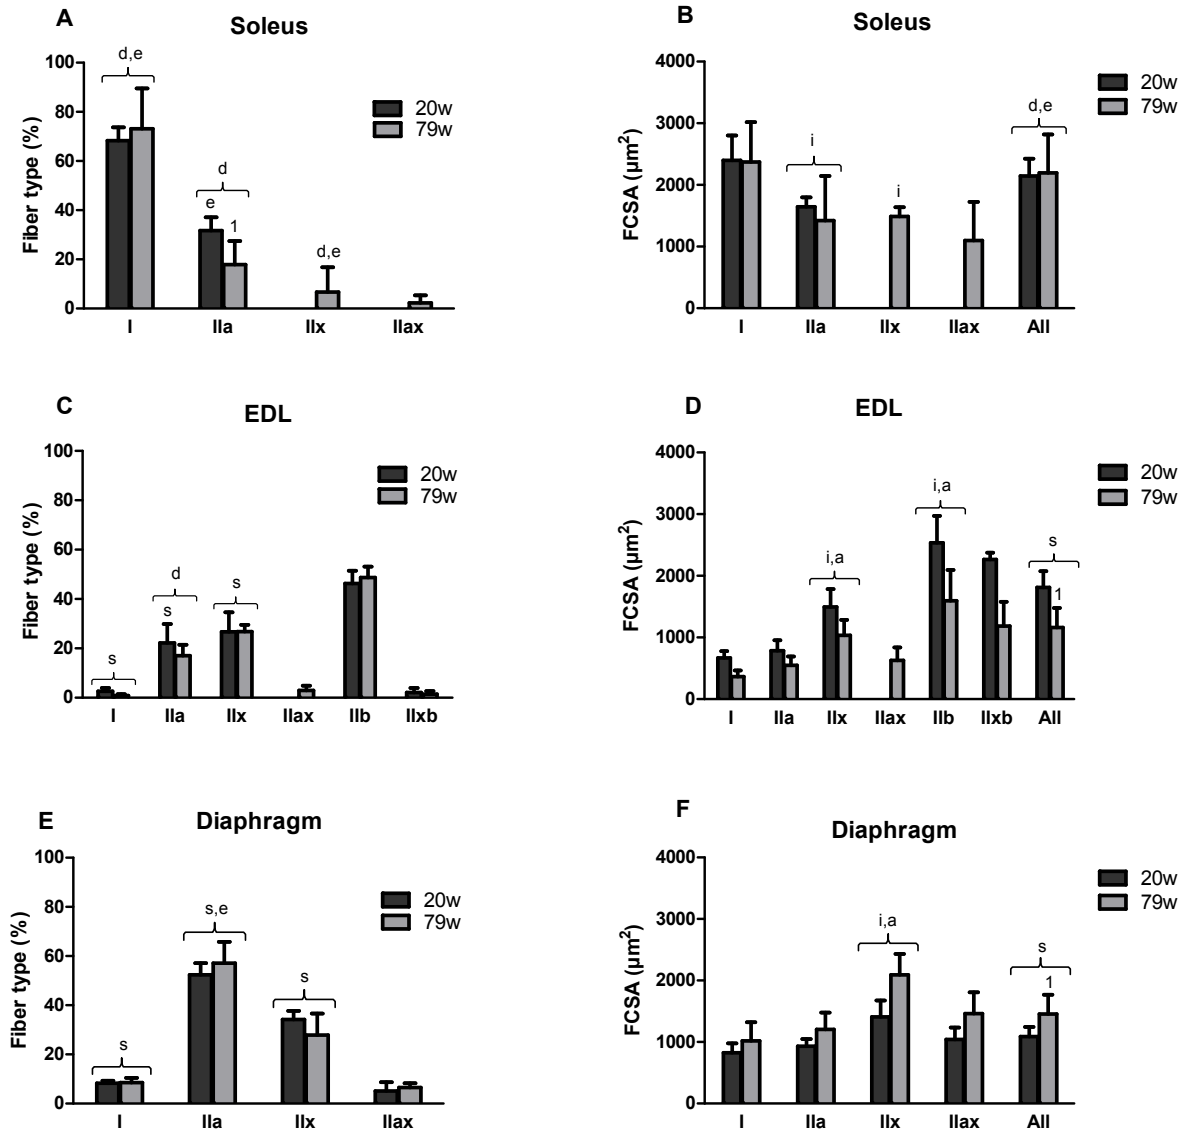 A
Soleus
Fiber type (%)
100
80
60
40
20
0
d,e
d
e
1
d,e
20w
79w
I IIa IIx IIax
B
Soleus
FCSA (µm²)
4000
3000
2000
1000
0
i
i
d,e
20w
79w
I IIa IIx IIax All
C
EDL
Fiber type (%)
100
80
60
40
20
0
s
d
s
s
20w
79w
I IIa IIx IIax IIb IIxb
D
EDL
FCSA (µm²)
4000
3000
2000
1000
0
i,a
i,a
s
1
20w
79w
I IIa IIx IIax IIb IIxb All
E
Diaphragm
Fiber type (%)
100
80
60
40
20
0
s
s,e
s
20w
79w
I IIa IIx IIax
F
Diaphragm
FCSA (µm²)
4000
3000
2000
1000
0
i,a
s
1
20w
79w
I IIa IIx IIax All